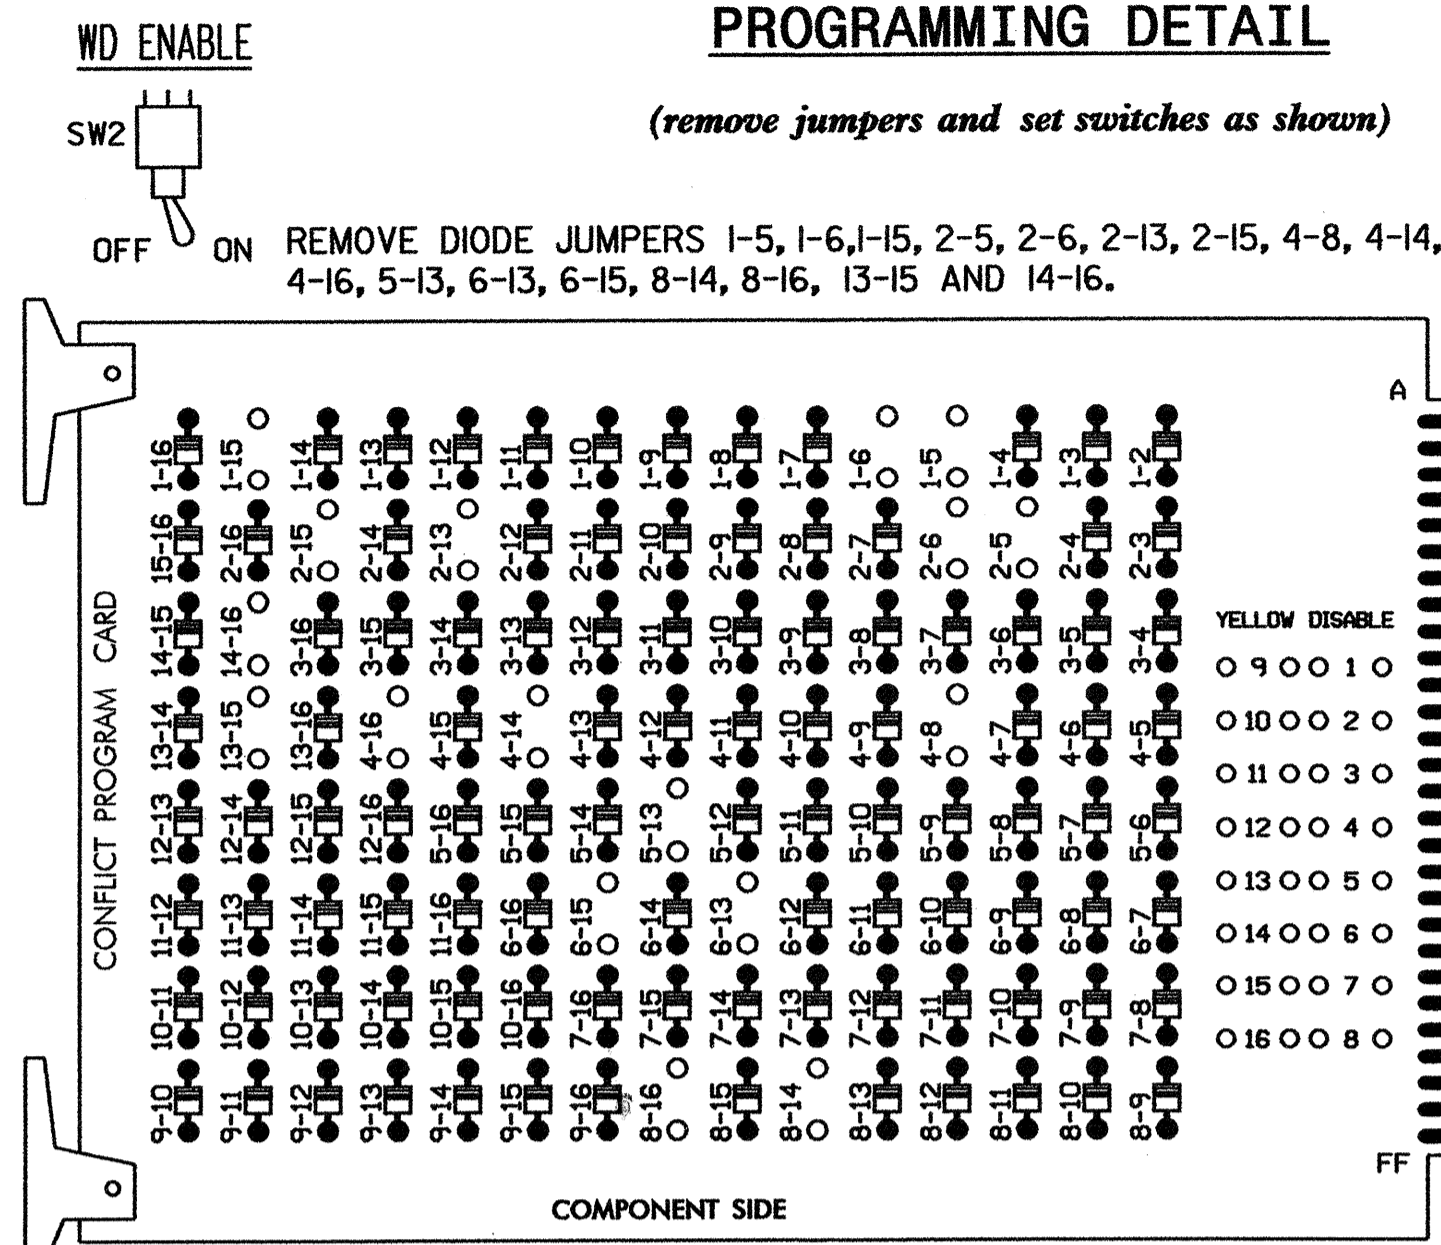 WD ENABLE
PROGRAMMING DETAIL
(remove jumpers and set switches as shown)
SW2
OFF ON
REMOVE DIODE JUMPERS 1-5, 1-6,1-15, 2-5, 2-6, 2-13, 2-15, 4-8, 4-14,
4-16, 5-13, 6-13, 6-15, 8-14, 8-16, 13-15 AND 14-16.
A
1-16 1-15 1-14 1-13 1-12 1-11 1-10 1-9 1-8 1-7 1-6 1-5 1-4 1-3 1-2
15-16 2-16 2-15 2-14 2-13 2-12 2-11 2-10 2-9 2-8 2-7 2-6 2-5 2-4 2-3
14-15 14-16 3-16 3-15 3-14 3-13 3-12 3-11 3-10 3-9 3-8 3-7 3-6 3-5 3-4
13-14 13-15 13-16 4-16 4-15 4-14 4-13 4-12 4-11 4-10 4-9 4-8 4-7 4-6 4-5
12-13 12-14 12-15 12-16 5-16 5-15 5-14 5-13 5-12 5-11 5-10 5-9 5-8 5-7 5-6
11-12 11-13 11-14 11-15 11-16 6-16 6-15 6-14 6-13 6-12 6-11 6-10 6-9 6-8 6-7
10-11 10-12 10-13 10-14 10-15 10-16 7-16 7-15 7-14 7-13 7-12 7-11 7-10 7-9 7-8
9-10 9-11 9-12 9-13 9-14 9-15 9-16 8-16 8-15 8-14 8-13 8-12 8-11 8-10 8-9
CONFLICT PROGRAM CARD
YELLOW DISABLE
9 1
10 2
11 3
12 4
13 5
14 6
15 7
16 8
FF
COMPONENT SIDE